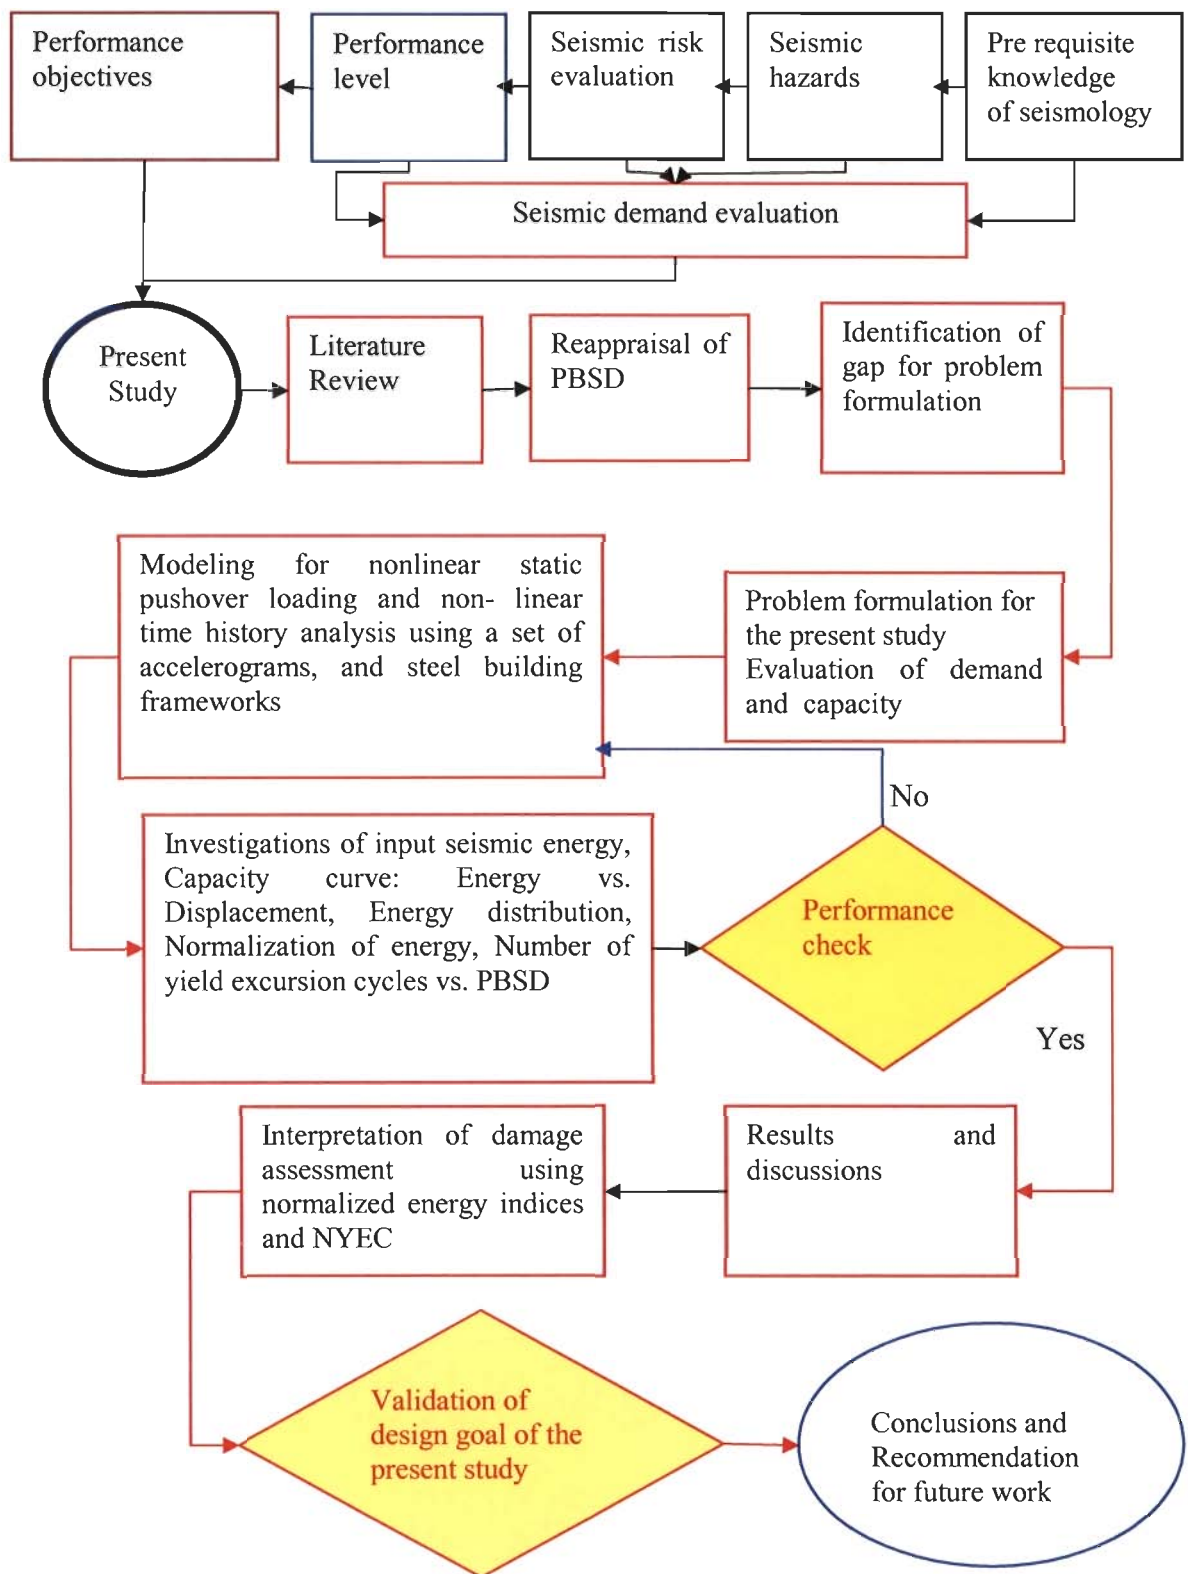 Performance
objectives
Performance
level
Seismic risk
evaluation
Seismic
hazards
Pre requisite
knowledge
of seismology
Seismic demand evaluation
Present
Study
Literature
Review
Reappraisal of
PBSD
Identification of
gap for problem
formulation
Modeling for nonlinear static
pushover loading and non- linear
time history analysis using a set of
accelerograms, and steel building
frameworks
Problem formulation for
the present study
Evaluation of demand
and capacity
No
Investigations of input seismic energy,
Capacity curve: Energy vs.
Displacement, Energy distribution,
Normalization of energy, Number of
yield excursion cycles vs. PBSD
Performance
check
Yes
Interpretation of damage
assessment using
normalized energy indices
and NYEC
Results and
discussions
Validation of
design goal of the
present study
Conclusions and
Recommendation
for future work